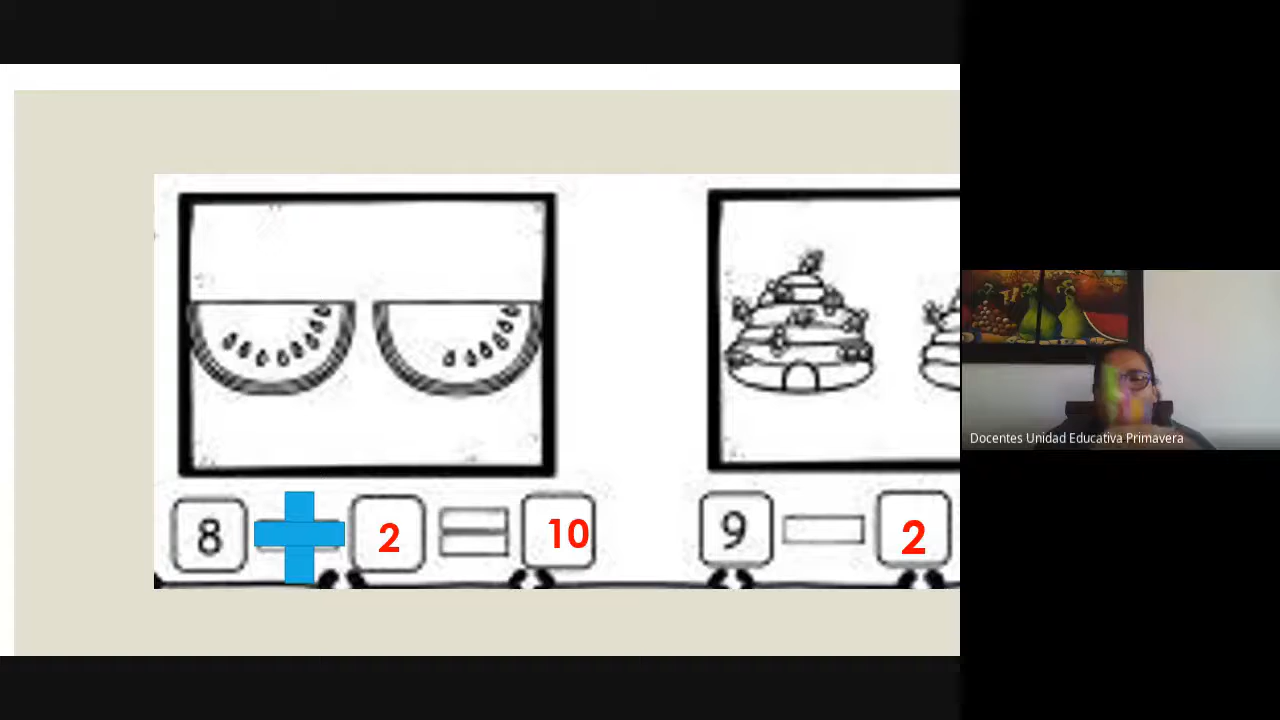 8 + 2 = 10
9 - 2
Docentes Unidad Educativa Primavera